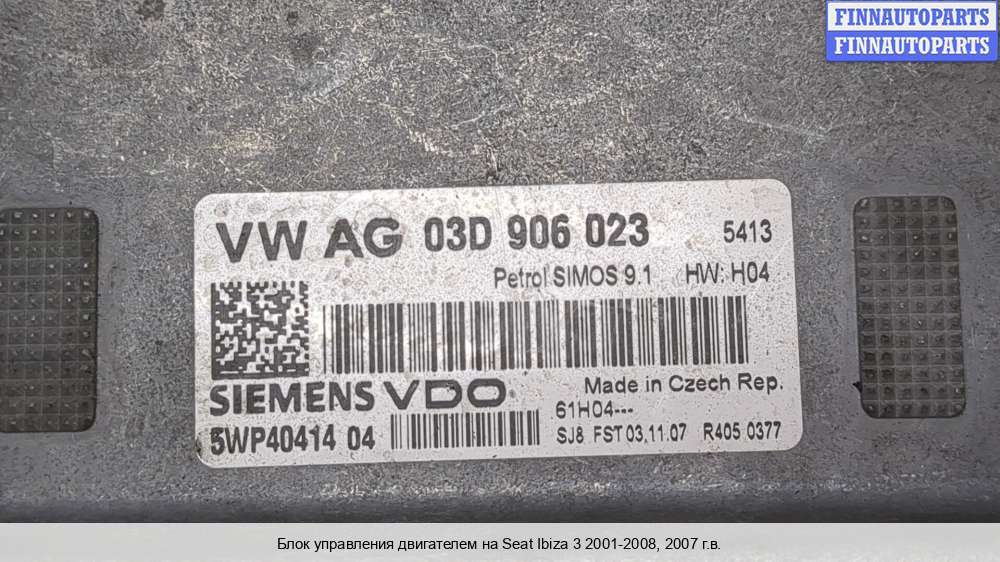 FINNAUTOPARTS
FINNAUTOPARTS
VW AG 03D 906 023 5413
Petrol SIMOS 9.1 HW: H04
SIEMENS VDO Made in Czech Rep.
61H04---
5WP40414 04 SJ8 FST 03.11.07 R405 0377
Блок управления двигателем на Seat Ibiza 3 2001-2008, 2007 г.в.